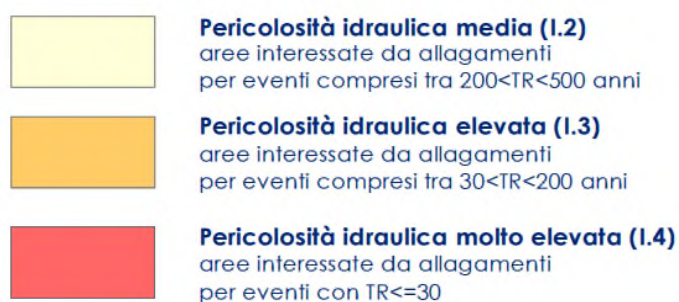 Pericolosità idraulica media (I.2)
aree interessate da allagamenti
per eventi compresi tra 200<TR<500 anni
Pericolosità idraulica elevata (I.3)
aree interessate da allagamenti
per eventi compresi tra 30<TR<200 anni
Pericolosità idraulica molto elevata (I.4)
aree interessate da allagamenti
per eventi con TR<=30